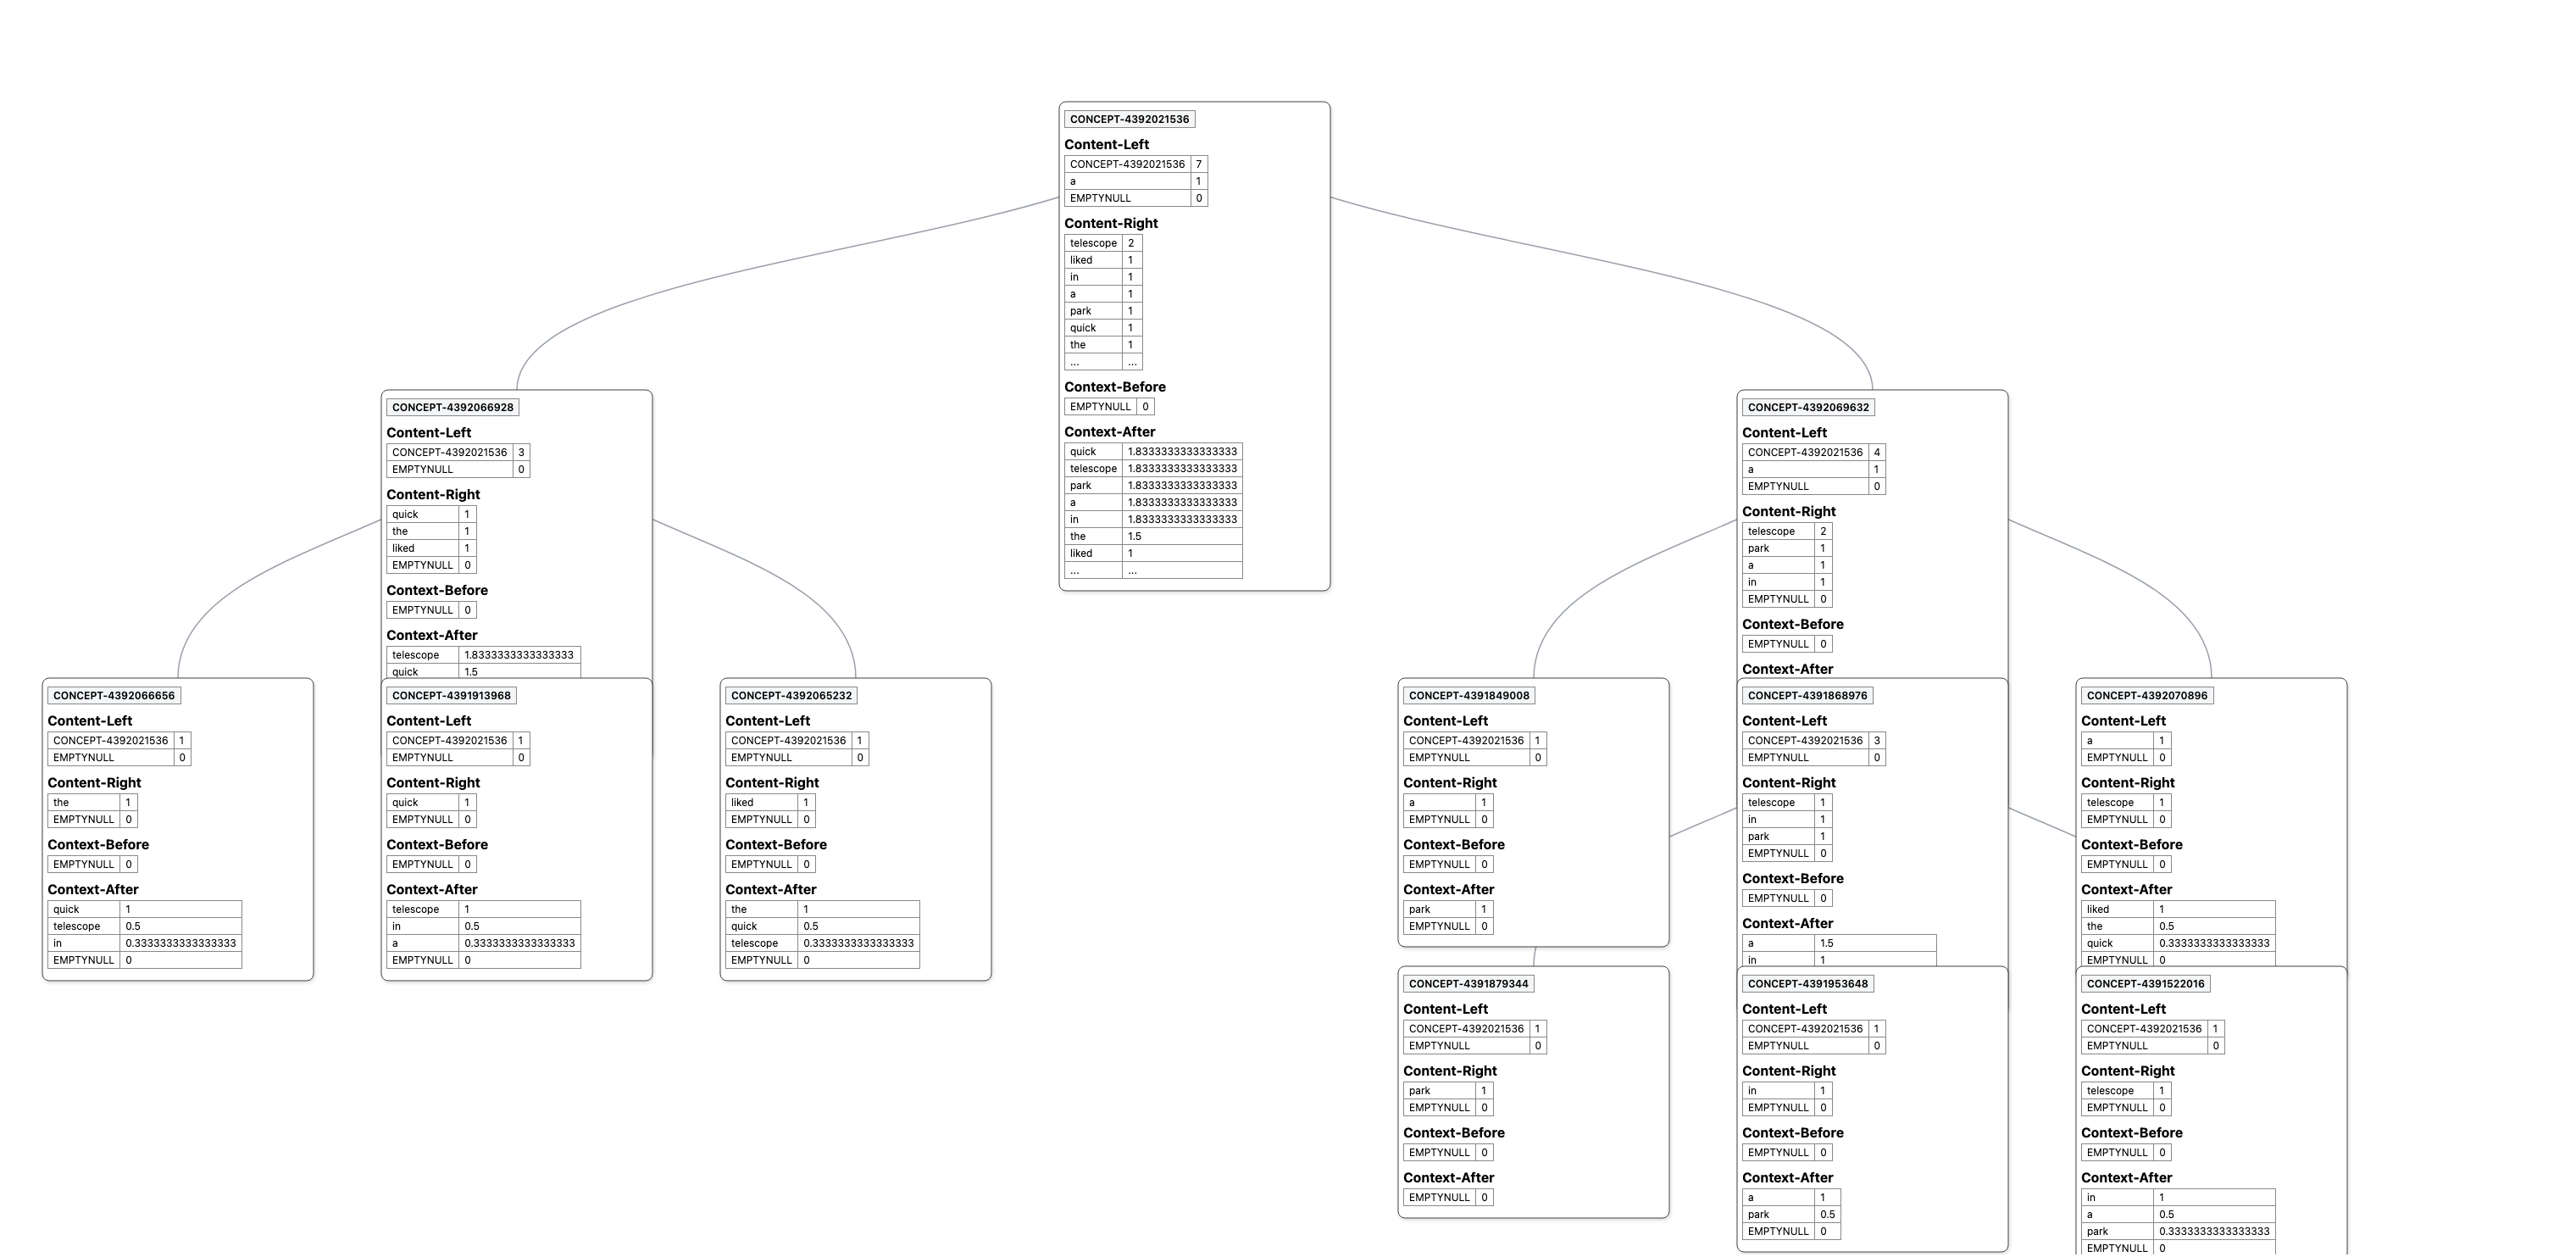 CONCEPT-4392021536
Content-Left
CONCEPT-4392021536 7
a 1
EMPTYNULL 0
Content-Right
telescope 2
liked 1
in 1
a 1
park 1
quick 1
the 1
... ...
Context-Before
EMPTYNULL 0
Context-After
quick 1.8333333333333333
telescope 1.8333333333333333
park 1.8333333333333333
a 1.8333333333333333
in 1.8333333333333333
the 1.5
liked 1
... ...
CONCEPT-4392066928
Content-Left
CONCEPT-4392021536 3
EMPTYNULL 0
Content-Right
quick 1
the 1
liked 1
EMPTYNULL 0
Context-Before
EMPTYNULL 0
Context-After
telescope 1.8333333333333333
quick 1.5
CONCEPT-4392069632
Content-Left
CONCEPT-4392021536 4
a 1
EMPTYNULL 0
Content-Right
telescope 2
park 1
a 1
in 1
EMPTYNULL 0
Context-Before
EMPTYNULL 0
Context-After
CONCEPT-4392066656
Content-Left
CONCEPT-4392021536 1
EMPTYNULL 0
Content-Right
the 1
EMPTYNULL 0
Context-Before
EMPTYNULL 0
Context-After
quick 1
telescope 0.5
in 0.3333333333333333
EMPTYNULL 0
CONCEPT-4391913968
Content-Left
CONCEPT-4392021536 1
EMPTYNULL 0
Content-Right
quick 1
EMPTYNULL 0
Context-Before
EMPTYNULL 0
Context-After
telescope 1
in 0.5
a 0.3333333333333333
EMPTYNULL 0
CONCEPT-4392065232
Content-Left
CONCEPT-4392021536 1
EMPTYNULL 0
Content-Right
liked 1
EMPTYNULL 0
Context-Before
EMPTYNULL 0
Context-After
the 1
quick 0.5
telescope 0.3333333333333333
EMPTYNULL 0
CONCEPT-4391849008
Content-Left
CONCEPT-4392021536 1
EMPTYNULL 0
Content-Right
a 1
EMPTYNULL 0
Context-Before
EMPTYNULL 0
Context-After
park 1
EMPTYNULL 0
CONCEPT-4391868976
Content-Left
CONCEPT-4392021536 3
EMPTYNULL 0
Content-Right
telescope 1
in 1
park 1
EMPTYNULL 0
Context-Before
EMPTYNULL 0
Context-After
a 1.5
in 1
CONCEPT-4392070896
Content-Left
a 1
EMPTYNULL 0
Content-Right
telescope 1
EMPTYNULL 0
Context-Before
EMPTYNULL 0
Context-After
liked 1
the 0.5
quick 0.3333333333333333
EMPTYNULL 0
CONCEPT-4391879344
Content-Left
CONCEPT-4392021536 1
EMPTYNULL 0
Content-Right
park 1
EMPTYNULL 0
Context-Before
EMPTYNULL 0
Context-After
EMPTYNULL 0
CONCEPT-4391953648
Content-Left
CONCEPT-4392021536 1
EMPTYNULL 0
Content-Right
in 1
EMPTYNULL 0
Context-Before
EMPTYNULL 0
Context-After
a 1
park 0.5
EMPTYNULL 0
CONCEPT-4391522016
Content-Left
CONCEPT-4392021536 1
EMPTYNULL 0
Content-Right
telescope 1
EMPTYNULL 0
Context-Before
EMPTYNULL 0
Context-After
in 1
a 0.5
park 0.3333333333333333
EMPTYNULL 0